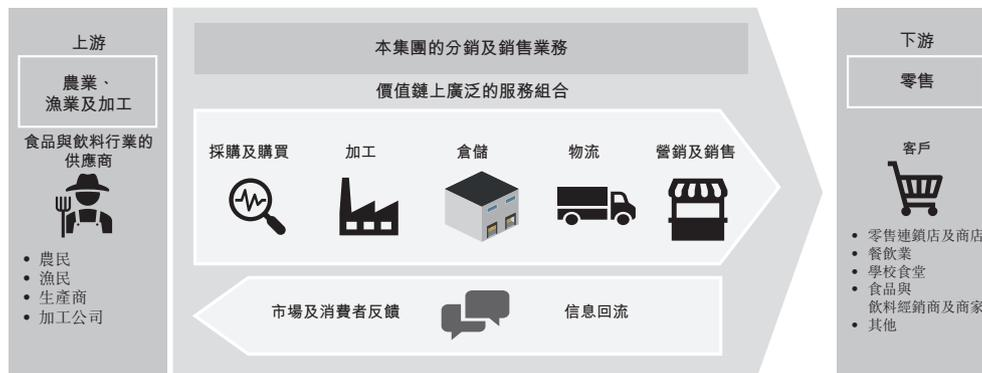 上游
農業、
漁業及加工
食品與飲料行業的
供應商
• 農民
• 漁民
• 生產商
• 加工公司
本集團的分銷及銷售業務
價值鏈上廣泛的服務組合
採購及購買
加工
倉儲
物流
營銷及銷售
市場及消費者反饋
信息回流
下游
零售
客戶
• 零售連鎖店及商店
• 餐飲業
• 學校食堂
• 食品與
飲料經銷商及商家
• 其他